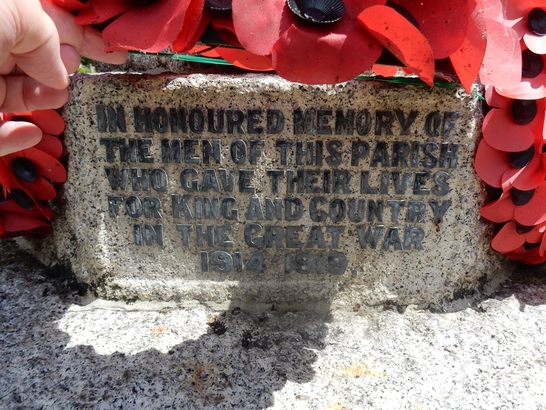 IN HONOURED MEMORY OF
THE MEN OF THIS PARISH
WHO GAVE THEIR LIVES
FOR KING AND COUNTRY
IN THE GREAT WAR
1914 1919